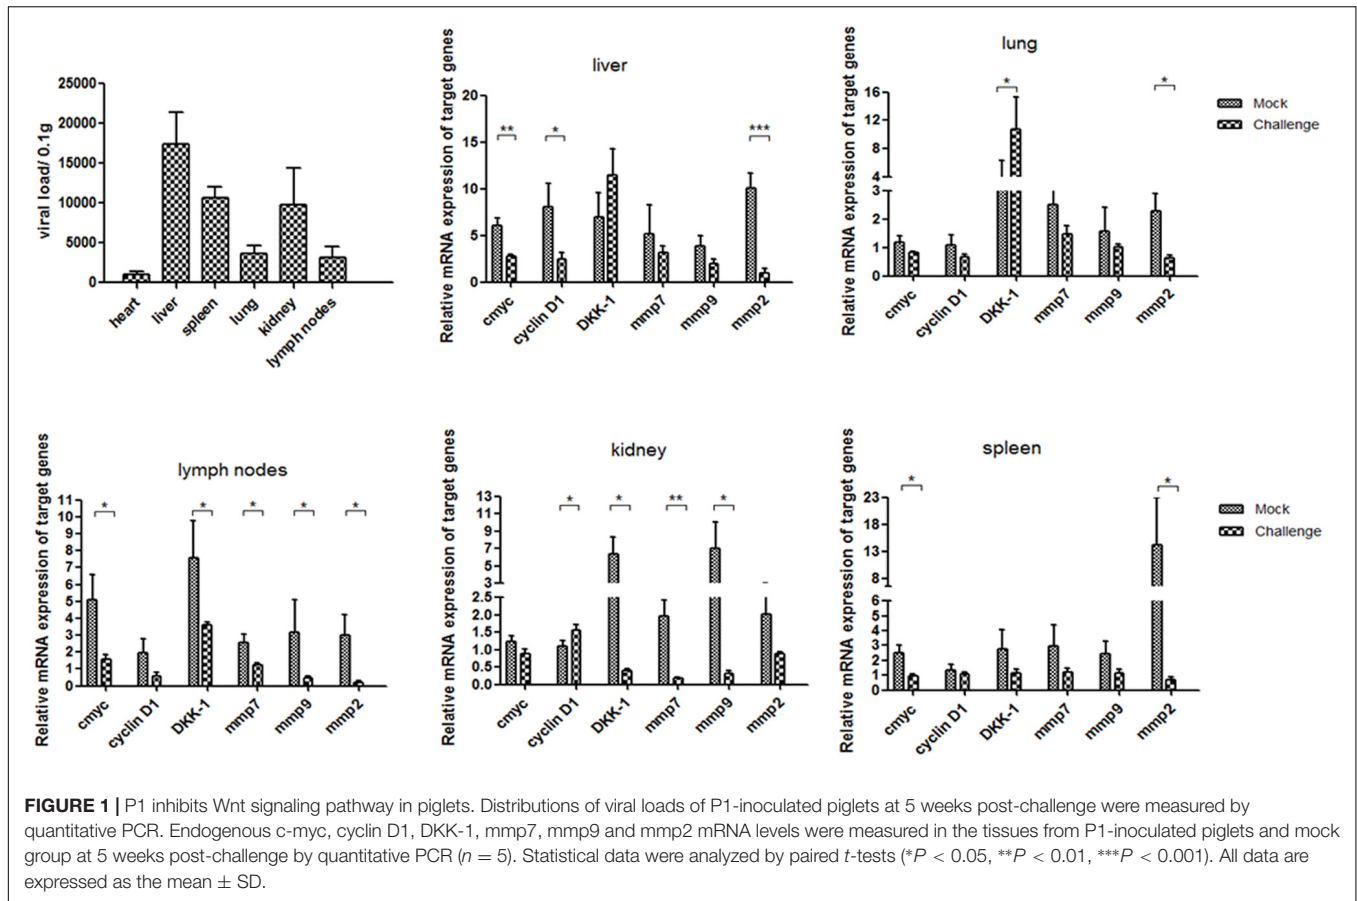 viral load/ 0.1g
25000
20000
15000
10000
5000
0
heart
liver
spleen
lung
kidney
lymph nodes
liver
Relative mRNA expression of target genes
20
15
10
5
0
**
*
***
cmyc
cyclin D1
DKK-1
mmp7
mmp9
mmp2
lung
Relative mRNA expression of target genes
16
12
8
4
3
2
1
0
*
*
cmyc
cyclin D1
DKK-1
mmp7
mmp9
mmp2
Mock
Challenge
lymph nodes
Relative mRNA expression of target genes
11
10
9
8
7
6
5
4
3
2
1
0
*
*
*
*
*
cmyc
cyclin D1
DKK-1
mmp7
mmp9
mmp2
kidney
Relative mRNA expression of target genes
13
11
9
7
5
3
2.5
2.0
1.5
1.0
0.5
0.0
*
*
**
*
cmyc
cyclin D1
DKK-1
mmp7
mmp9
mmp2
spleen
Relative mRNA expression of target genes
23
18
13
8
6
5
4
3
2
1
0
*
*
cmyc
cyclin D1
DKK-1
mmp7
mmp9
mmp2
Mock
Challenge
FIGURE 1 | P1 inhibits Wnt signaling pathway in piglets. Distributions of viral loads of P1-inoculated piglets at 5 weeks post-challenge were measured by
quantitative PCR. Endogenous c-myc, cyclin D1, DKK-1, mmp7, mmp9 and mmp2 mRNA levels were measured in the tissues from P1-inoculated piglets and mock
group at 5 weeks post-challenge by quantitative PCR (n = 5). Statistical data were analyzed by paired t-tests (*P < 0.05, **P < 0.01, ***P < 0.001). All data are
expressed as the mean ± SD.